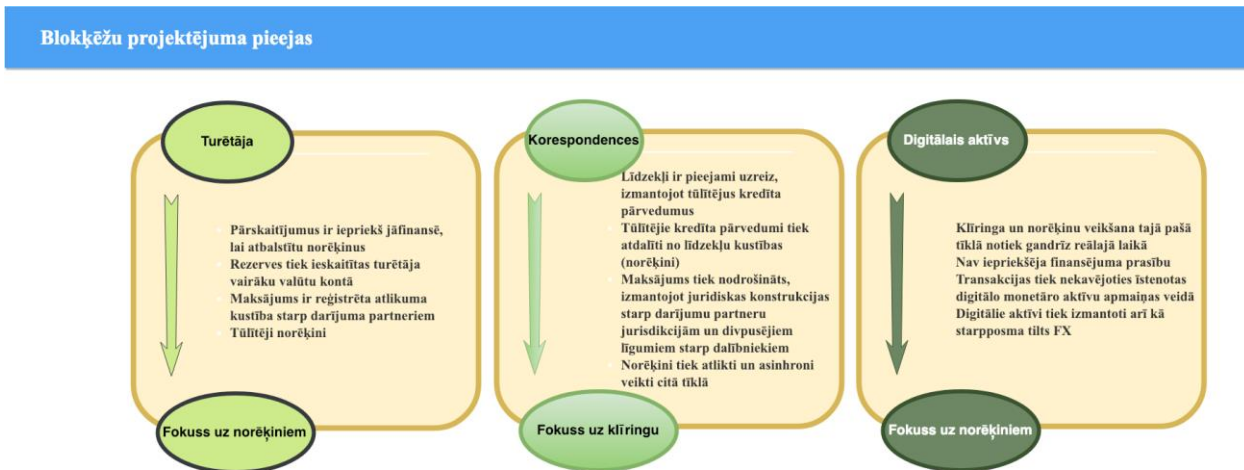 Blokķēžu projektējuma pieejas
Turētāja
Pārskaitījumus ir iepriekš jāfinansē,
lai atbalstītu norēķinus
Rezerves tiek ieskaitītas turētāja
vairāku valūtu kontā
Maksājums ir reģistrēta atlikuma
kustība starp darījuma partneriem
Tūlītēji norēķini
Fokuss uz norēķiniem
Korespondences
Līdzekļi ir pieejami uzreiz,
izmantojot tūlītējus kredīta
pārvedumus
Tūlītējie kredīta pārvedumi tiek
atdalīti no līdzekļu kustības
(norēķini)
Maksājums tiek nodrošināts,
izmantojot juridiskas konstrukcijas
starp darījumu partneru
jurisdikcijām un divpusējiem
līgumiem starp dalībniekiem
Norēķini tiek atlikti un asinhroni
veikti citā tīklā
Fokuss uz klīringu
Digitālais aktīvs
Klīringa un norēķinu veikšana tajā pašā
tīklā notiek gandrīz reālajā laikā
Nav iepriekšēja finansējuma prasību
Transakcijas tiek nekavējoties īstenotas
digitālo monetāro aktīvu apmaiņas veidā
Digitālie aktīvi tiek izmantoti arī kā
starpposma tilts FX
Fokuss uz norēķiniem